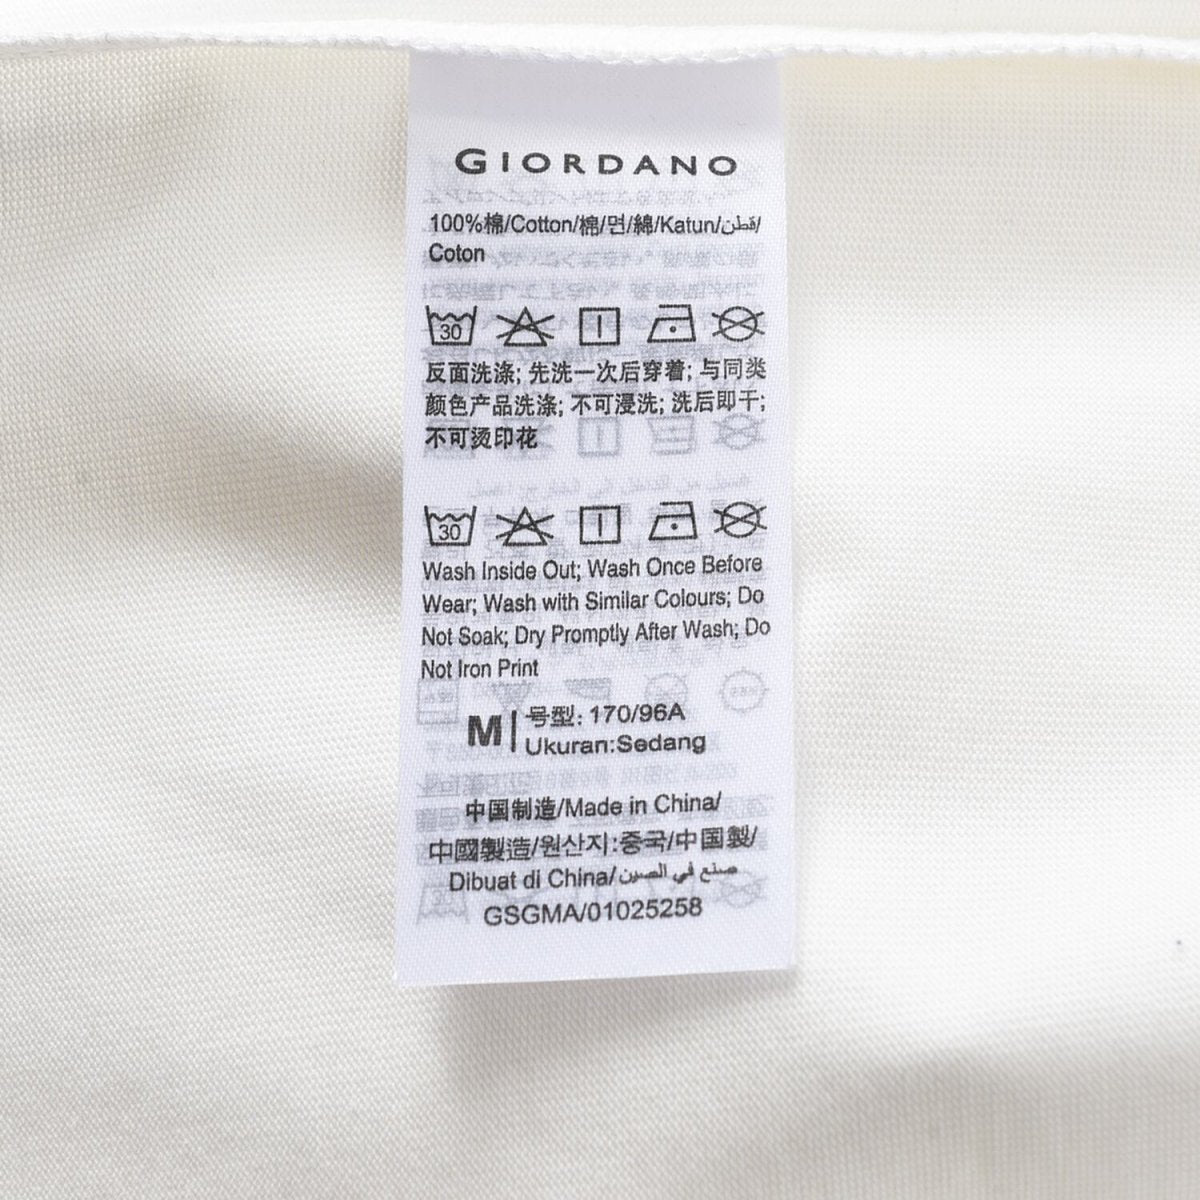 GIORDANO
100%棉/Cotton/棉/면/綿/Katun/قطن/
Coton
30
反面洗涤; 先洗一次后穿着; 与同类
颜色产品洗涤; 不可浸洗; 洗后即干;
不可烫印花
30
Wash Inside Out; Wash Once Before
Wear; Wash with Similar Colours; Do
Not Soak; Dry Promptly After Wash; Do
Not Iron Print
M 号型: 170/96A
Ukuran:Sedang
中国制造/Made in China/
中國製造/원산지:중국/中国製/
Dibuat di China/صنع في الصين
GSGMA/01025258